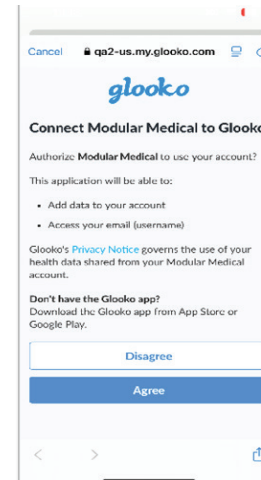 Cancel qa2-us.my.glooko.com
glooko
Connect Modular Medical to Glooko
Authorize Modular Medical to use your account?
This application will be able to:
• Add data to your account
• Access your email (username)
Glooko's Privacy Notice governs the use of your
health data shared from your Modular Medical
account.
Don't have the Glooko app?
Download the Glooko app from App Store or
Google Play.
Disagree
Agree